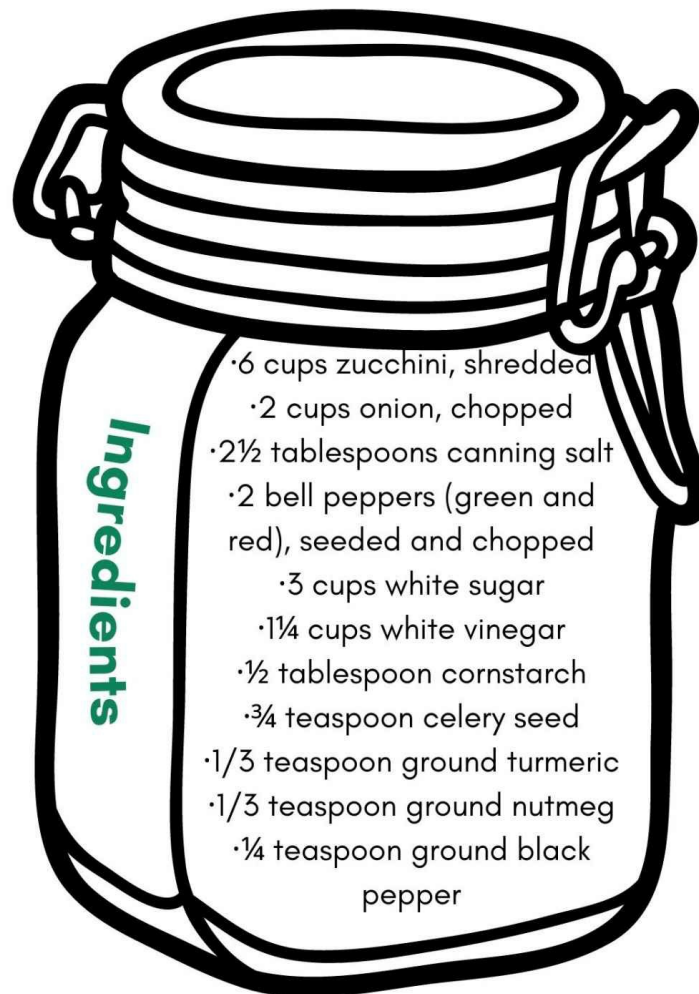 Ingredients
·6 cups zucchini, shredded
·2 cups onion, chopped
·2½ tablespoons canning salt
·2 bell peppers (green and
red), seeded and chopped
·3 cups white sugar
·1¼ cups white vinegar
·½ tablespoon cornstarch
·¾ teaspoon celery seed
·1/3 teaspoon ground turmeric
·1/3 teaspoon ground nutmeg
·¼ teaspoon ground black
pepper